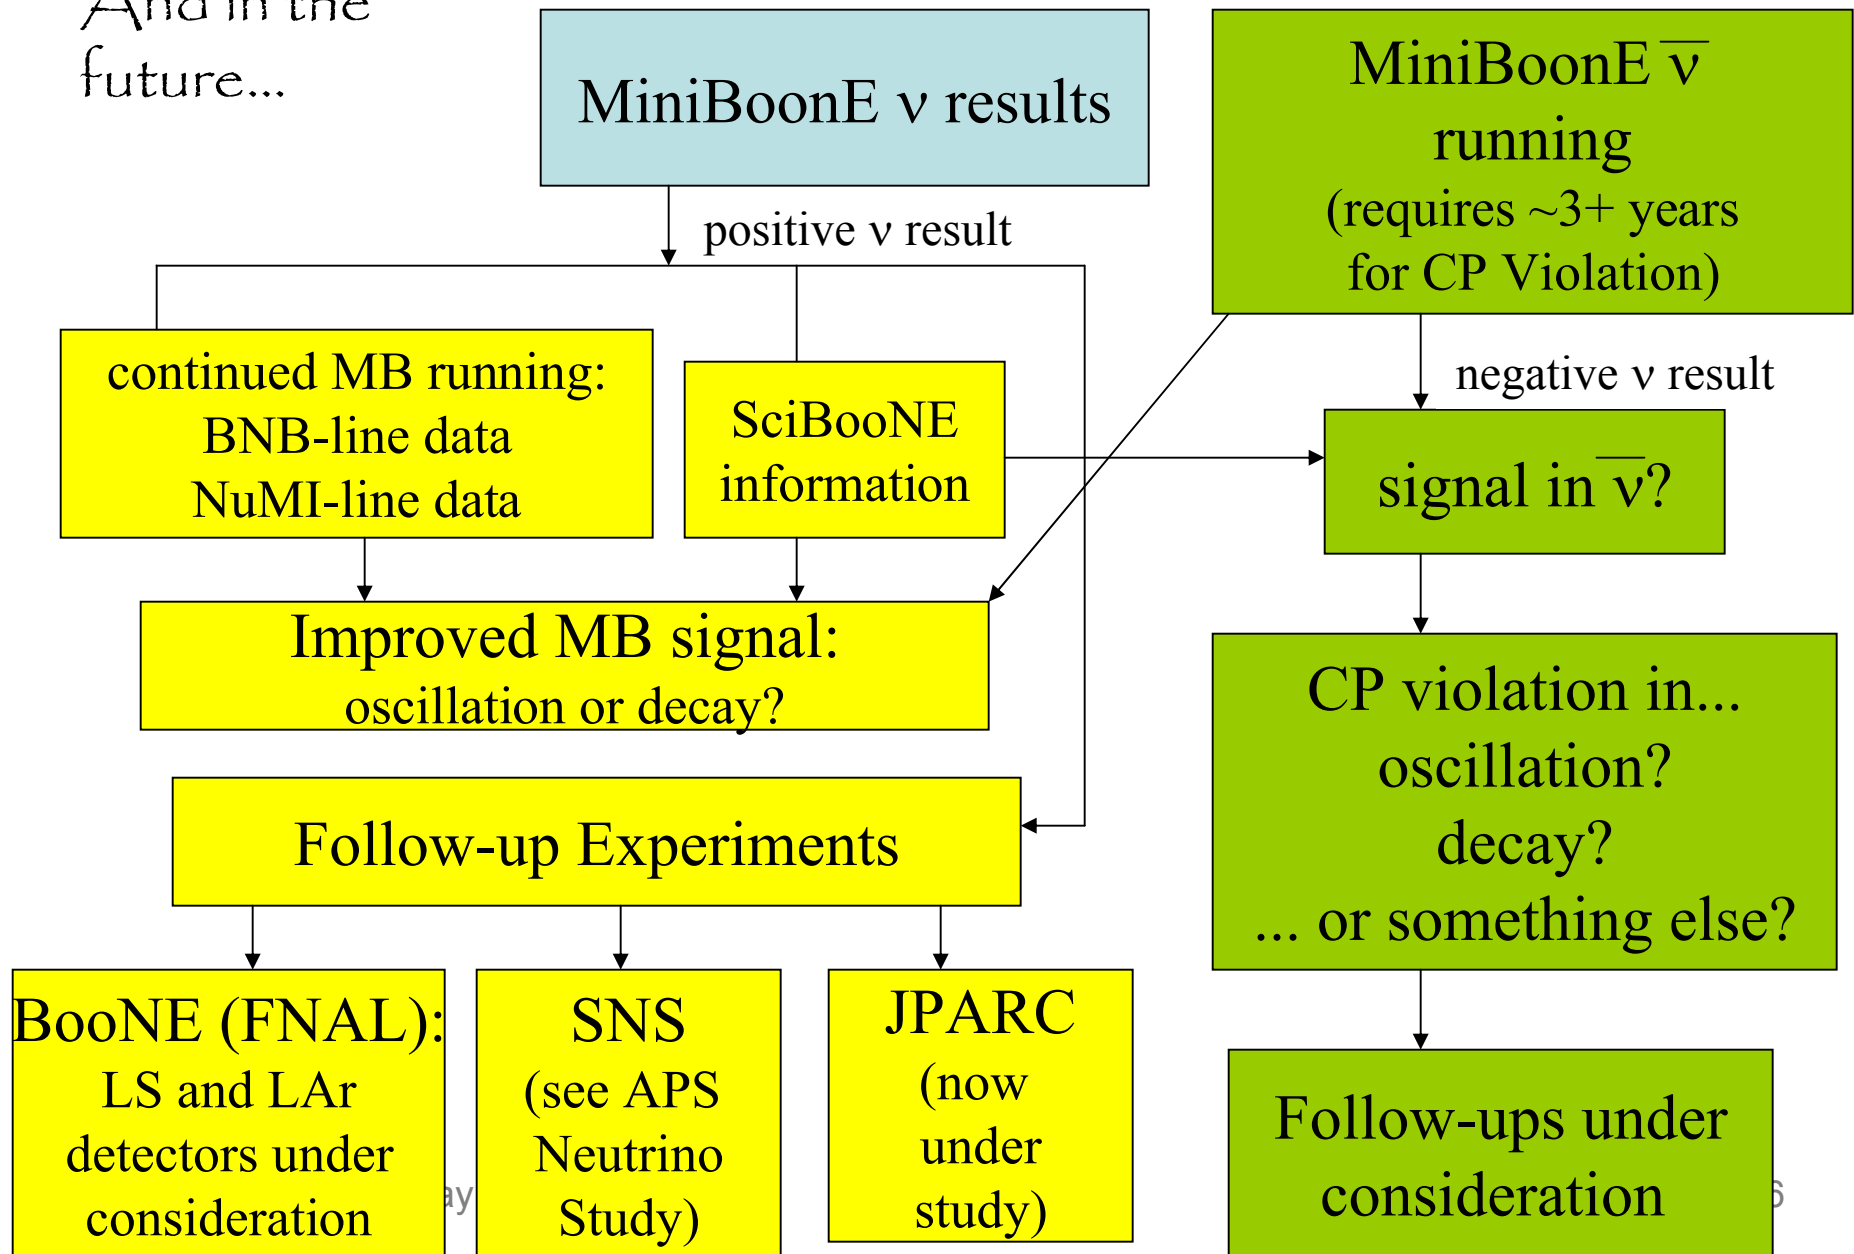 And in the
future...
MiniBoonE ν results
MiniBoonE ν̅
running
(requires ~3+ years
for CP Violation)
positive ν result
continued MB running:
BNB-line data
NuMI-line data
SciBooNE
information
negative ν result
signal in ν̅?
Improved MB signal:
oscillation or decay?
CP violation in...
oscillation?
decay?
... or something else?
Follow-up Experiments
BooNE (FNAL):
LS and LAr
detectors under
consideration
SNS
(see APS
Neutrino
Study)
JPARC
(now
under
study)
Follow-ups under
consideration